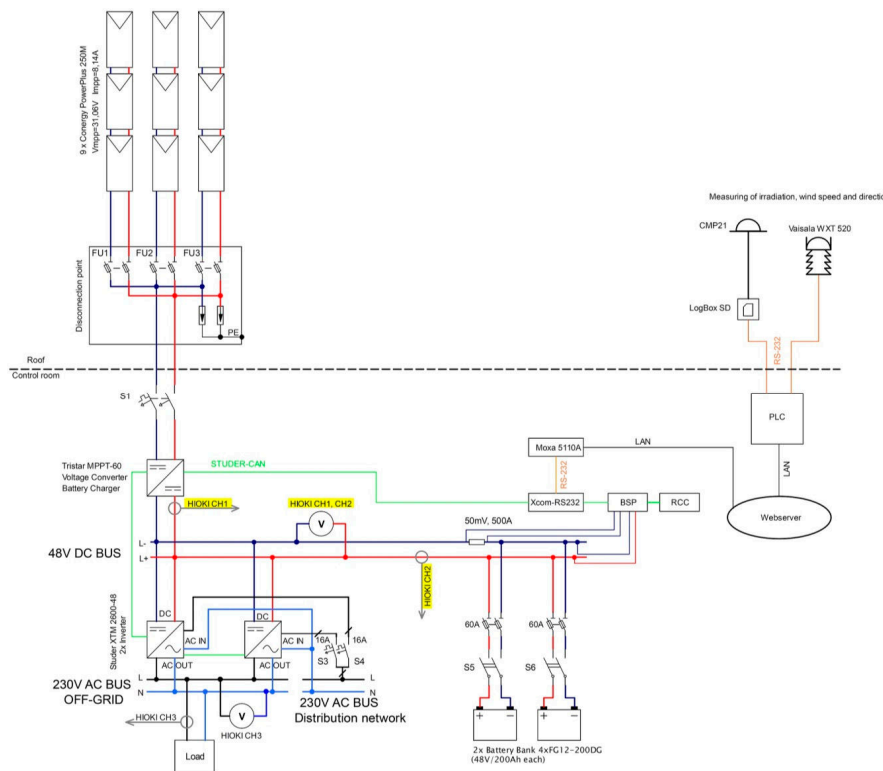 9 x Conergy PowerPlus 250M
Vmpp=31,06V Impp=8,14A
Measuring of irradiation, wind speed and directio
CMP21
Vaisala WXT 520
FU1
FU2
FU3
Disconnection point
PE
LogBox SD
RS-232
Roof
Control room
S1
PLC
Moxa 5110A
LAN
LAN
Tristar MPPT-60
Voltage Converter
Battery Charger
STUDER-CAN
RS-232
Xcom-RS232
BSP
RCC
Webserver
HIOKI CH1
HIOKI CH1, CH2
V
50mV, 500A
48V DC BUS
L-
L+
HIOKI CH2
Studer XTM 2600-48
2x Inverter
DC
DC
AC IN
AC IN
16A
16A
S3
S4
AC OUT
AC OUT
60A
60A
S5
S6
230V AC BUS
OFF-GRID
L
N
L
N
230V AC BUS
Distribution network
HIOKI CH3
V
HIOKI CH3
Load
+ -
+ -
2x Battery Bank 4xFG12-200DG
(48V/200Ah each)